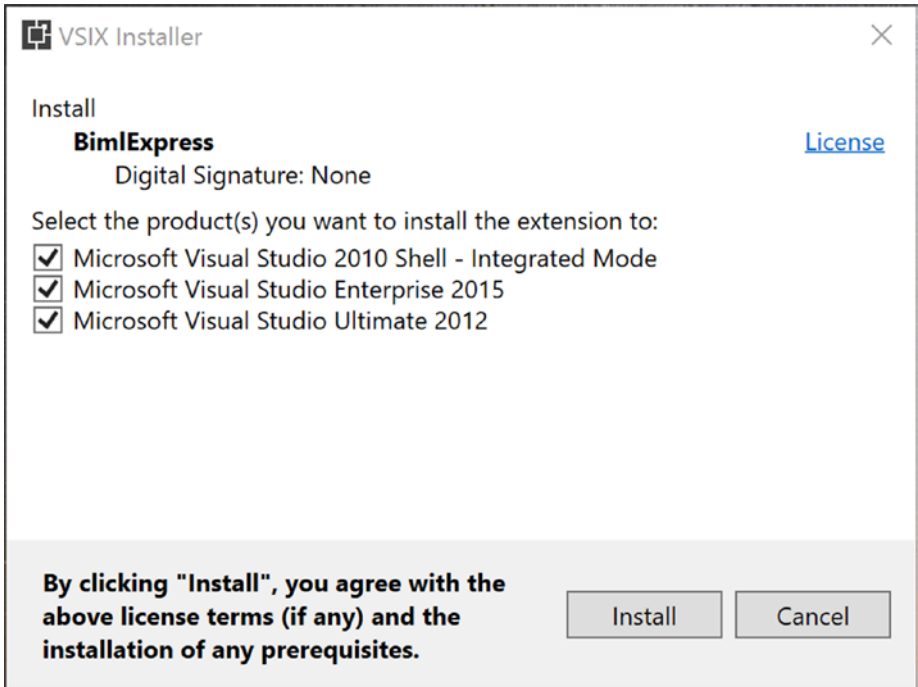 VSIX Installer
Install
BimlExpress
License
Digital Signature: None
Select the product(s) you want to install the extension to:
Microsoft Visual Studio 2010 Shell - Integrated Mode
Microsoft Visual Studio Enterprise 2015
Microsoft Visual Studio Ultimate 2012
By clicking "Install", you agree with the
above license terms (if any) and the
installation of any prerequisites.
Install
Cancel